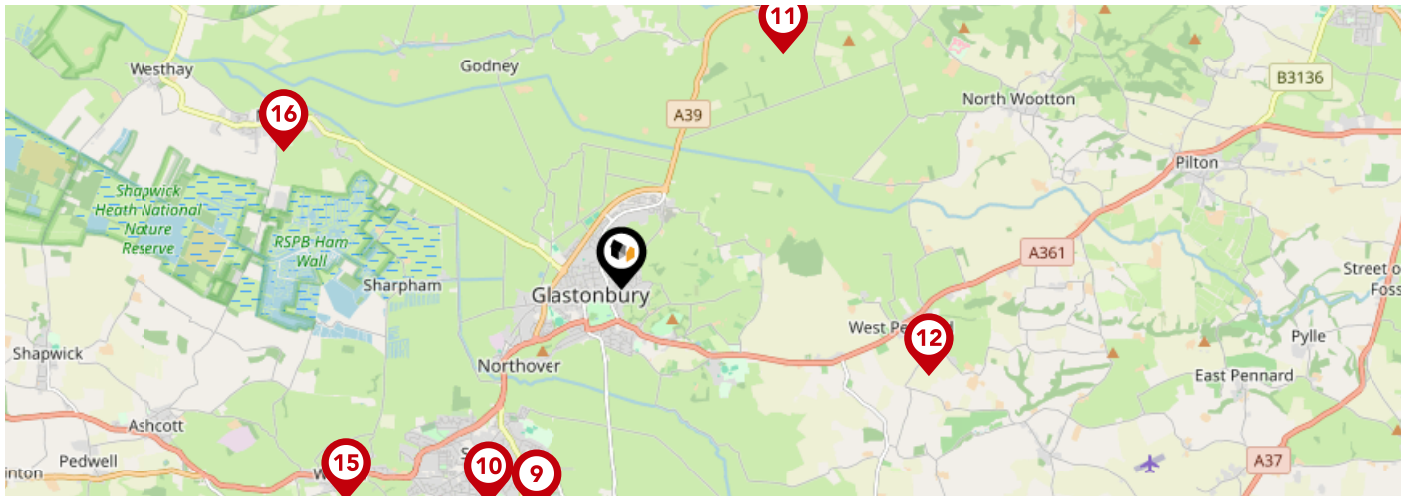 11
Westhay
Godney
B3136
16
A39
North Wootton
Pilton
Shapwick
Heath National
Nature
Reserve
RSPB Ham
Wall
A361
Sharpham
Glastonbury
Street o
Foss
West Pe
12
Pylle
Shapwick
Northover
East Pennard
Ashcott
Pedwell
inton
15
10
9
A37